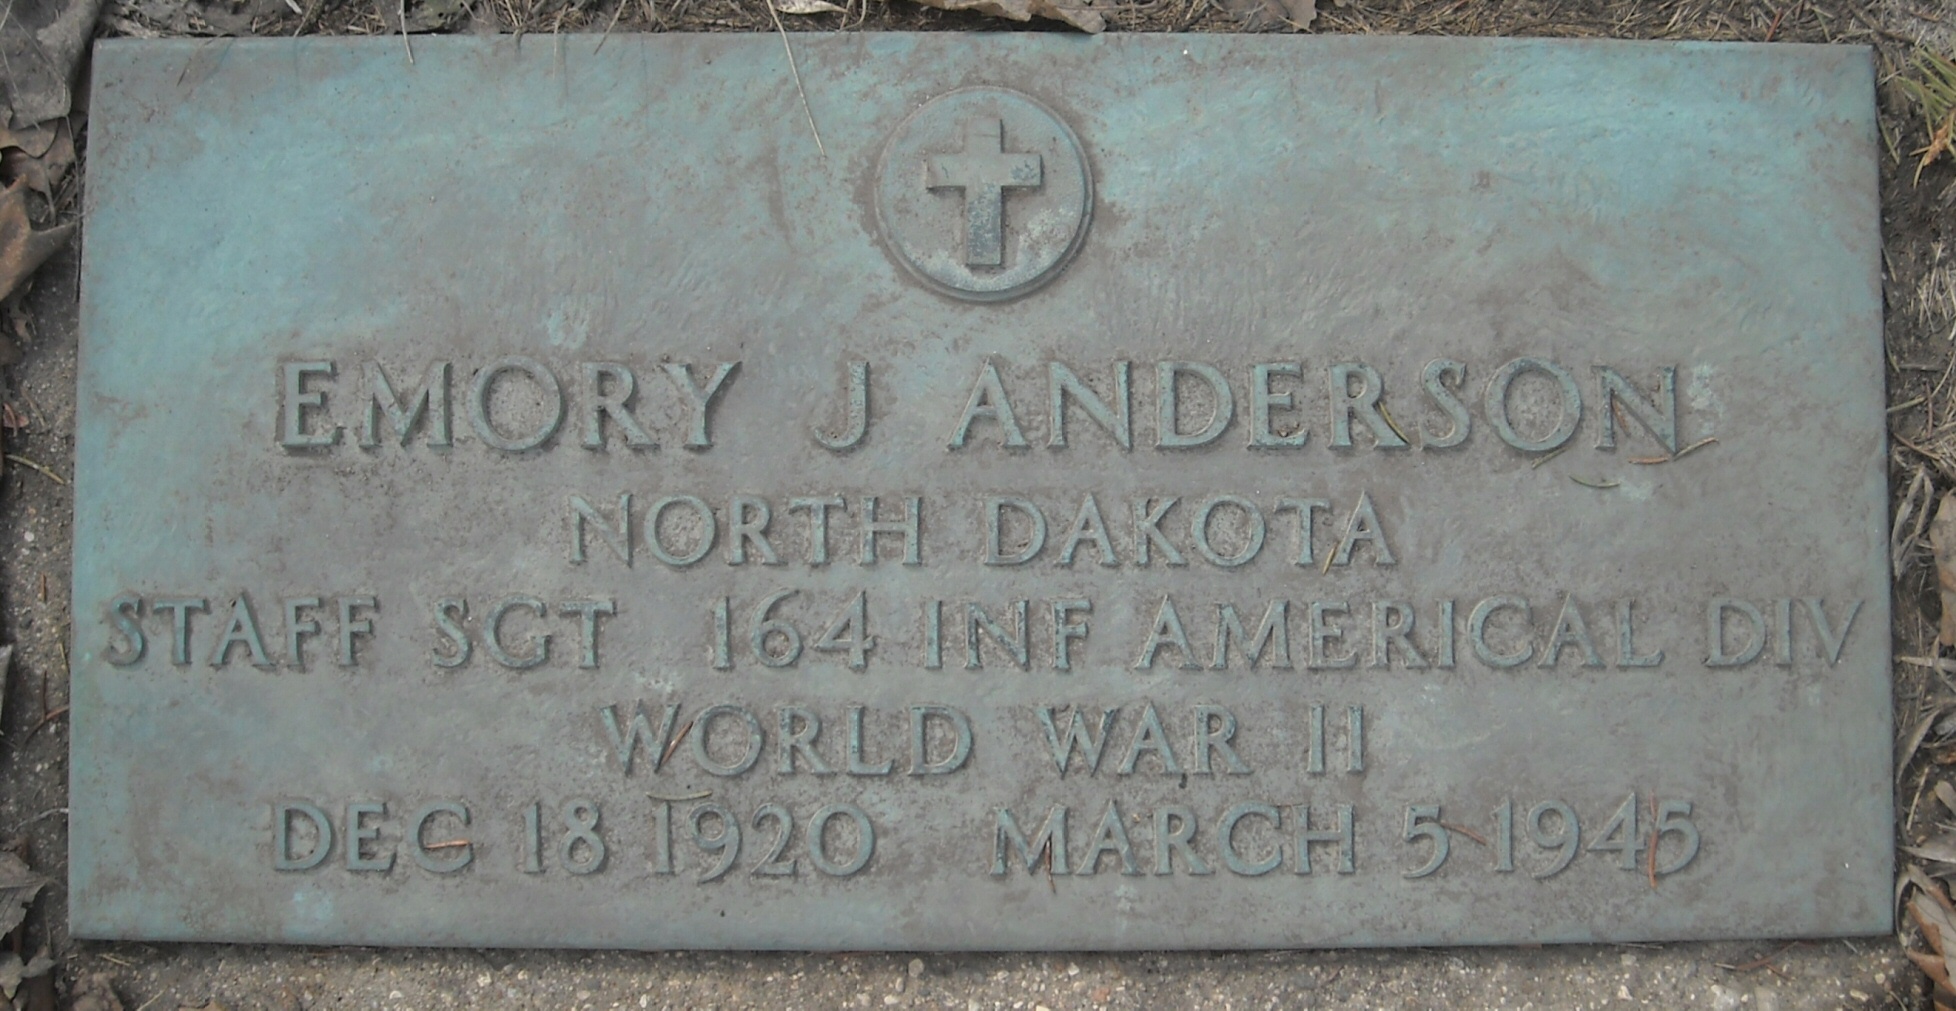 EMORY J ANDERSON
NORTH DAKOTA
STAFF SGT 164 INF AMERICAL DIV
WORLD WAR II
DEC 18 1920 MARCH 5 1945